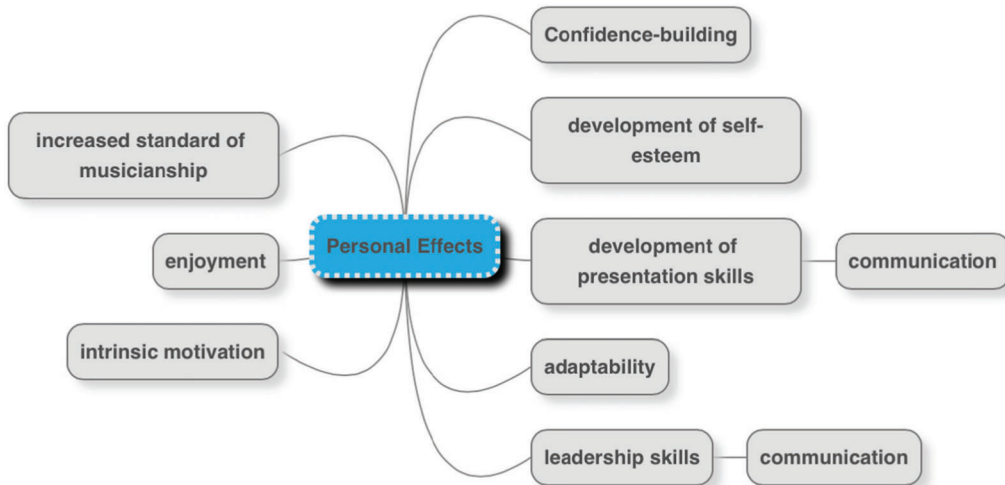 Confidence-building
increased standard of
musicianship
development of self-
esteem
Personal Effects
enjoyment
development of
presentation skills
communication
intrinsic motivation
adaptability
leadership skills
communication